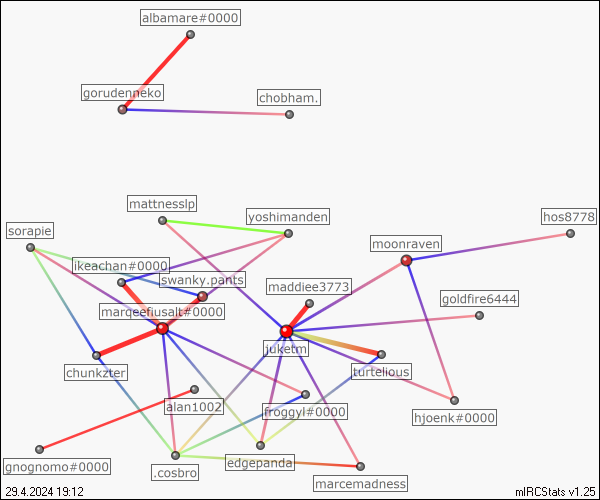 albamare#0000
gorudenneko
chobham.
mattnesslp
yoshimanden
hos8778
sorapie
moonraven
ikeachan#0000
swanky.pants
maddiee3773
goldfire6444
marqeefiusalt#0000
juketm
chunkzter
turtelious
alan1002
froggyl#0000
hjoenk#0000
gnognomo#0000
.cosbro
edgepanda
marcemadness
29.4.2024 19:12
mIRCStats v1.25